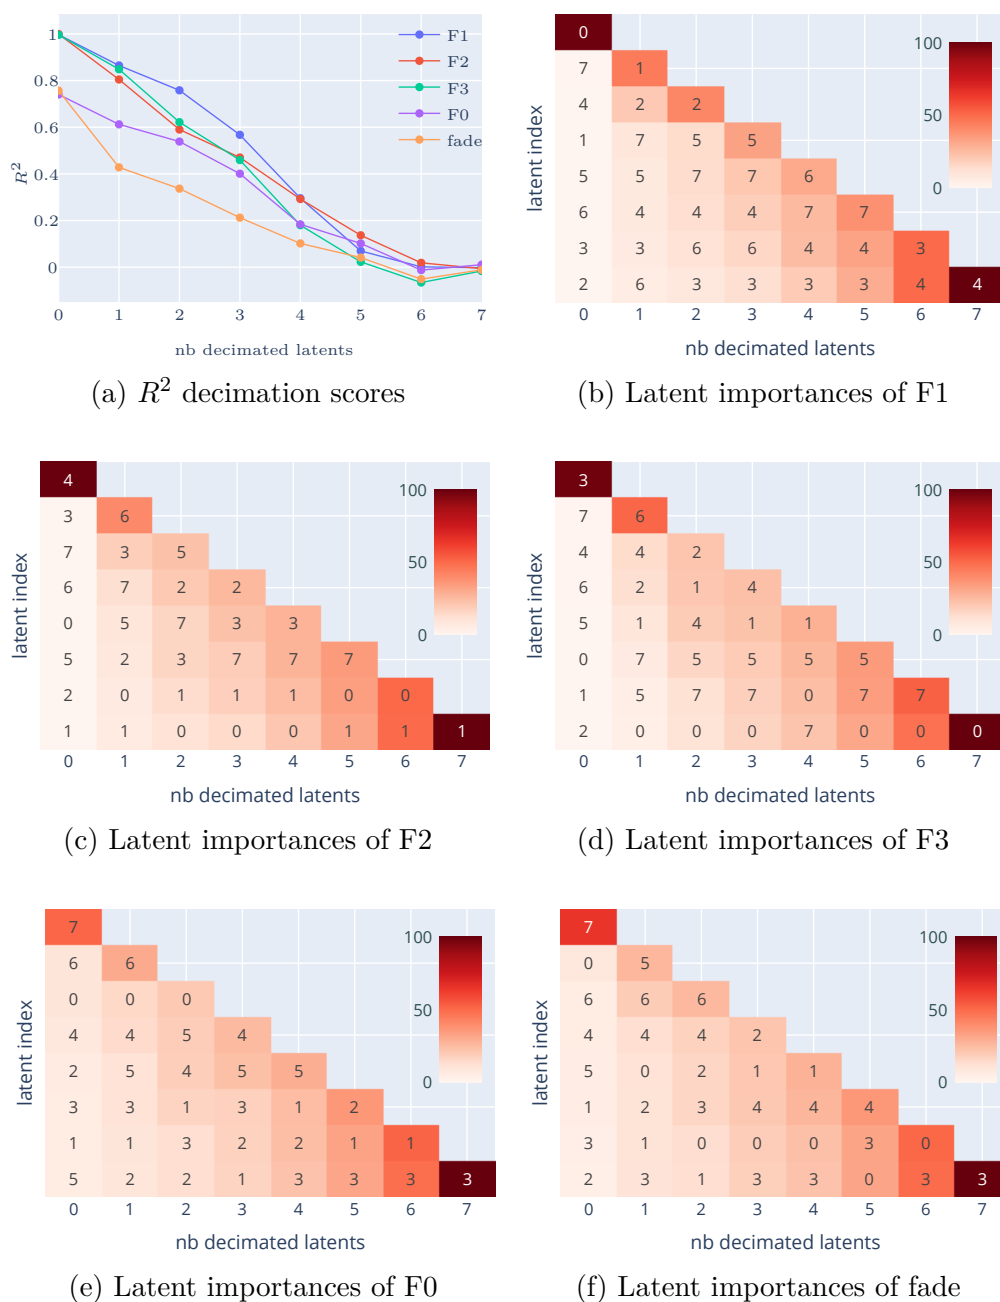 1
0.8
0.6
0.4
0.2
0
R²
F1
F2
F3
F0
fade
0 1 2 3 4 5 6 7
nb decimated latents
(a) R² decimation scores
latent index
0
7 1
4 2 2
1 7 5 5
5 5 7 7 6
6 4 4 4 7 7
3 3 6 6 4 4 3
2 6 3 3 3 3 4 4
100
50
0
0 1 2 3 4 5 6 7
nb decimated latents
(b) Latent importances of F1
latent index
4
3 6
7 3 5
6 7 2 2
0 5 7 3 3
5 2 3 7 7 7
2 0 1 1 1 0 0
1 1 0 0 0 1 1 1
100
50
0
0 1 2 3 4 5 6 7
nb decimated latents
(c) Latent importances of F2
latent index
3
7 6
4 4 2
6 2 1 4
5 1 4 1 1
0 7 5 5 5 5
1 5 7 7 0 7 7
2 0 0 0 7 0 0 0
100
50
0
0 1 2 3 4 5 6 7
nb decimated latents
(d) Latent importances of F3
latent index
7
6 6
0 0 0
4 4 5 4
2 5 4 5 5
3 3 1 3 1 2
1 1 3 2 2 1 1
5 2 2 1 3 3 3 3
100
50
0
0 1 2 3 4 5 6 7
nb decimated latents
(e) Latent importances of F0
latent index
7
0 5
6 6 6
4 4 4 2
5 0 2 1 1
1 2 3 4 4 4
3 1 0 0 0 3 0
2 3 1 3 3 0 3 3
100
50
0
0 1 2 3 4 5 6 7
nb decimated latents
(f) Latent importances of fade